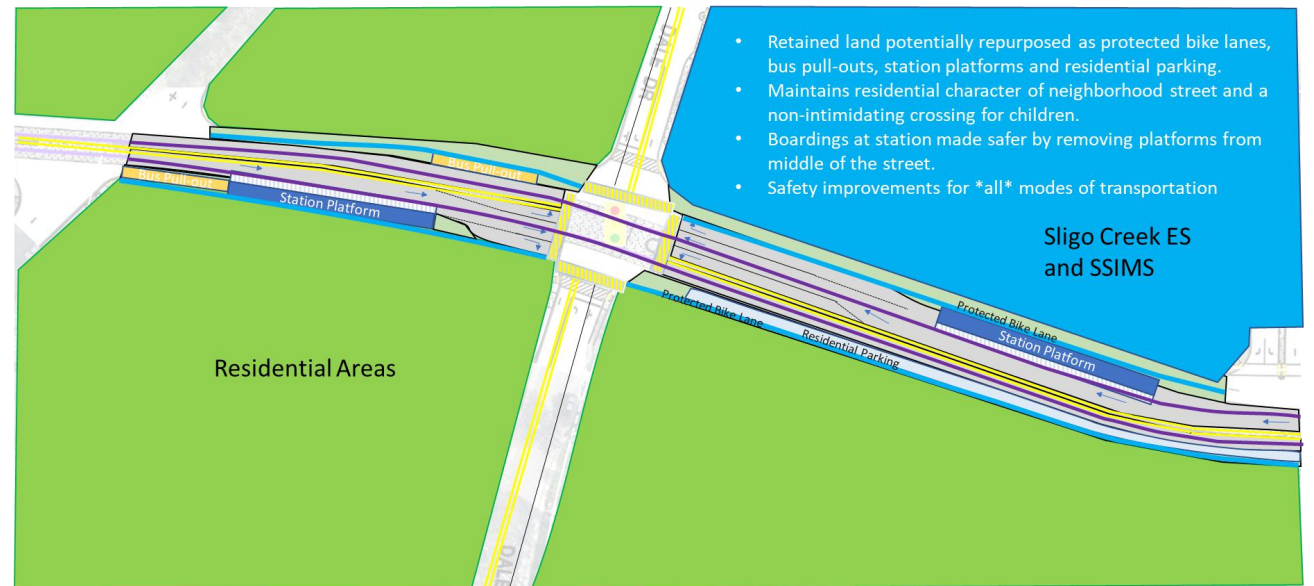 DALE DR
• Retained land potentially repurposed as protected bike lanes,
bus pull-outs, station platforms and residential parking.
• Maintains residential character of neighborhood street and a
non-intimidating crossing for children.
• Boardings at station made safer by removing platforms from
middle of the street.
• Safety improvements for *all* modes of transportation
Bus Pull-out
Bus Pull-out
Station Platform
Sligo Creek ES
and SSIMS
Protected Bike Lane
Station Platform
Protected Bike Lane
Residential Parking
Residential Areas
DALE